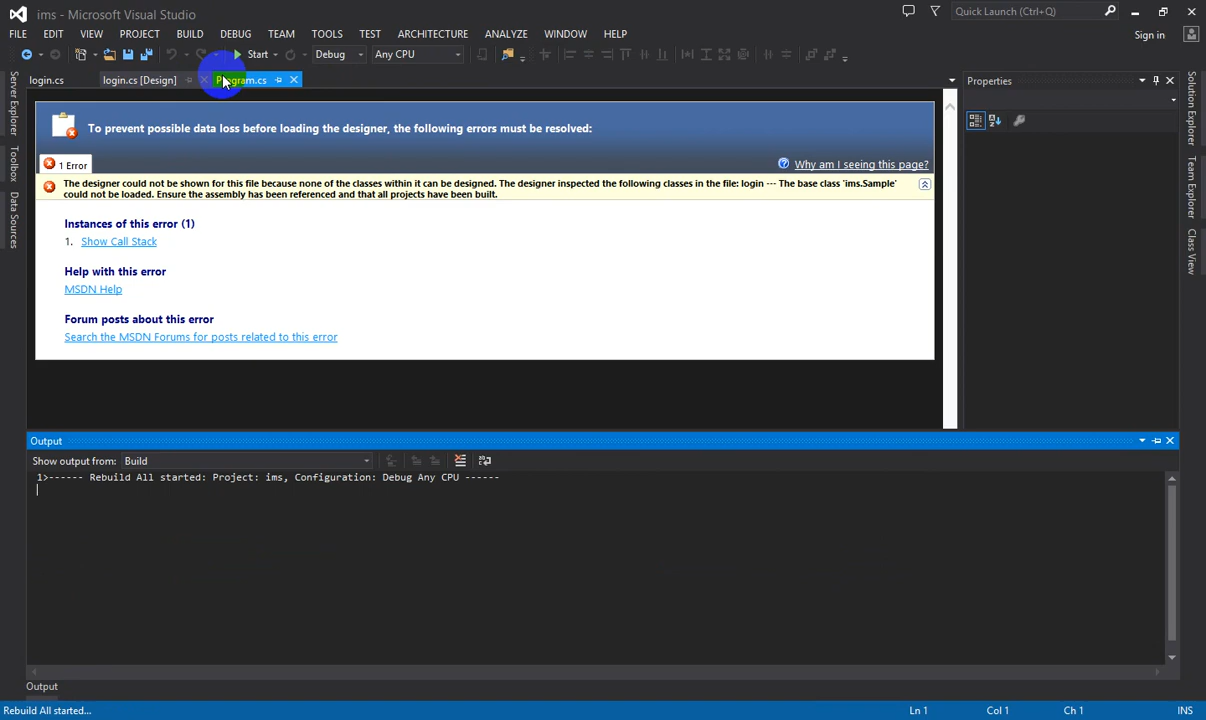 ims - Microsoft Visual Studio
Quick Launch (Ctrl+Q)
FILE EDIT VIEW PROJECT BUILD DEBUG TEAM TOOLS TEST ARCHITECTURE ANALYZE WINDOW HELP
Sign in
Start
Debug
Any CPU
login.cs
login.cs [Design]
Program.cs
Properties
Server Explorer
Toolbox
Data Sources
Solution Explorer
Team Explorer
Class View
To prevent possible data loss before loading the designer, the following errors must be resolved:
1 Error
Why am I seeing this page?
The designer could not be shown for this file because none of the classes within it can be designed. The designer inspected the following classes in the file: login --- The base class 'ims.Sample'
could not be loaded. Ensure the assembly has been referenced and that all projects have been built.
Instances of this error (1)
1. Show Call Stack
Help with this error
MSDN Help
Forum posts about this error
Search the MSDN Forums for posts related to this error
Output
Show output from: Build
1>------ Rebuild All started: Project: ims, Configuration: Debug Any CPU ------
Output
Rebuild All started...
Ln 1 Col 1 Ch 1 INS